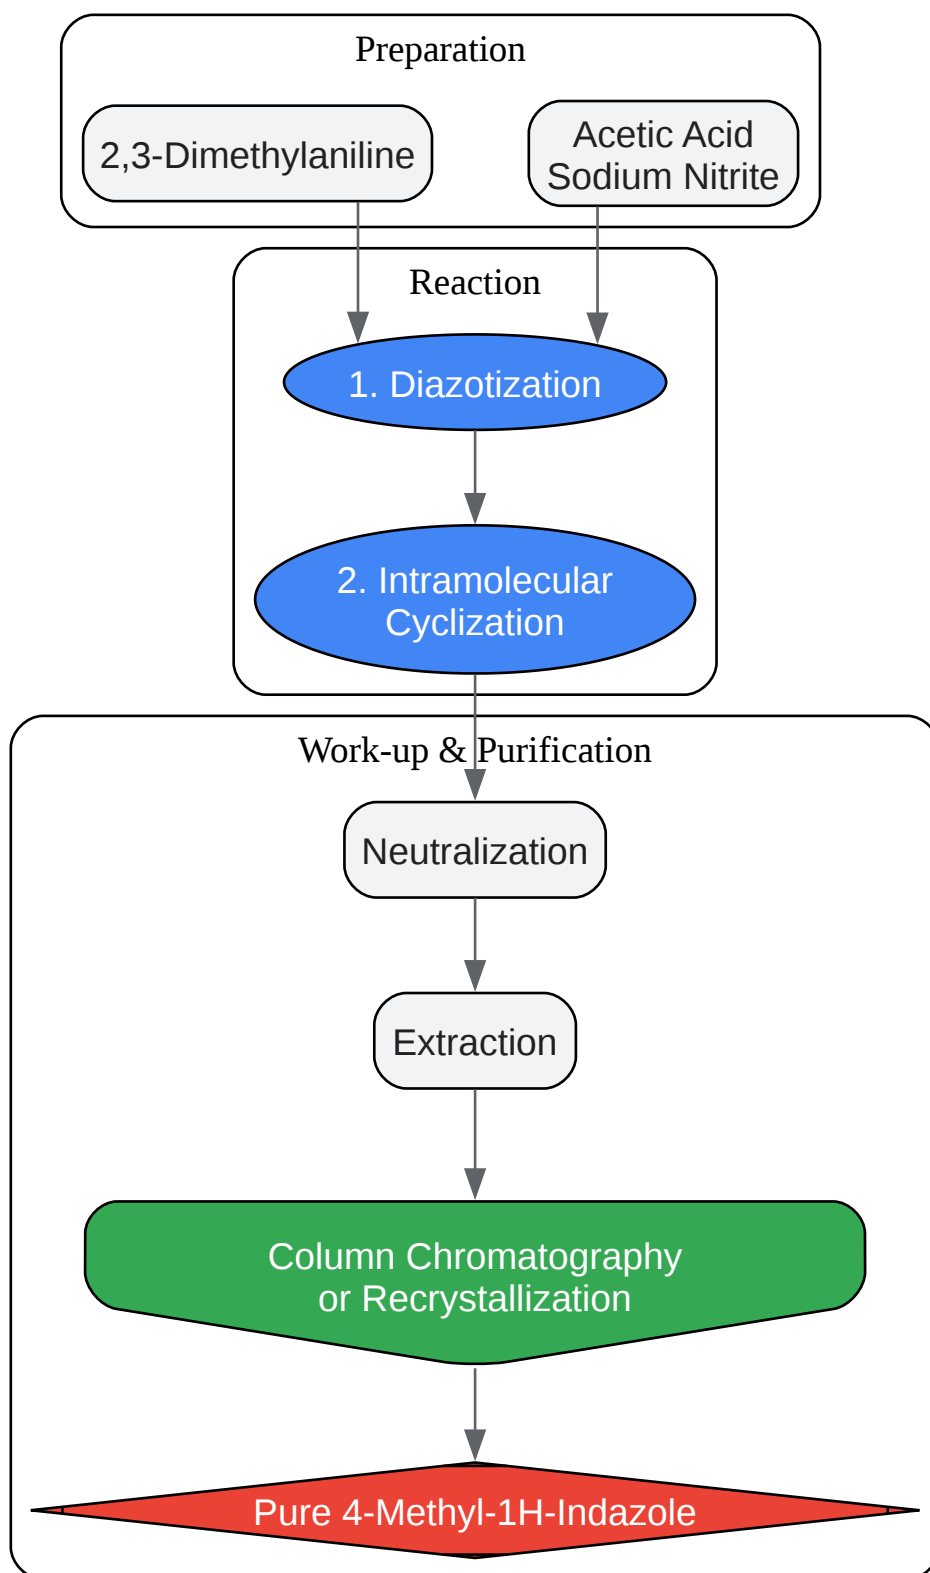 Preparation
2,3-Dimethylaniline
Acetic Acid
Sodium Nitrite
Reaction
1. Diazotization
2. Intramolecular
Cyclization
Work-up & Purification
Neutralization
Extraction
Column Chromatography
or Recrystallization
Pure 4-Methyl-1H-Indazole